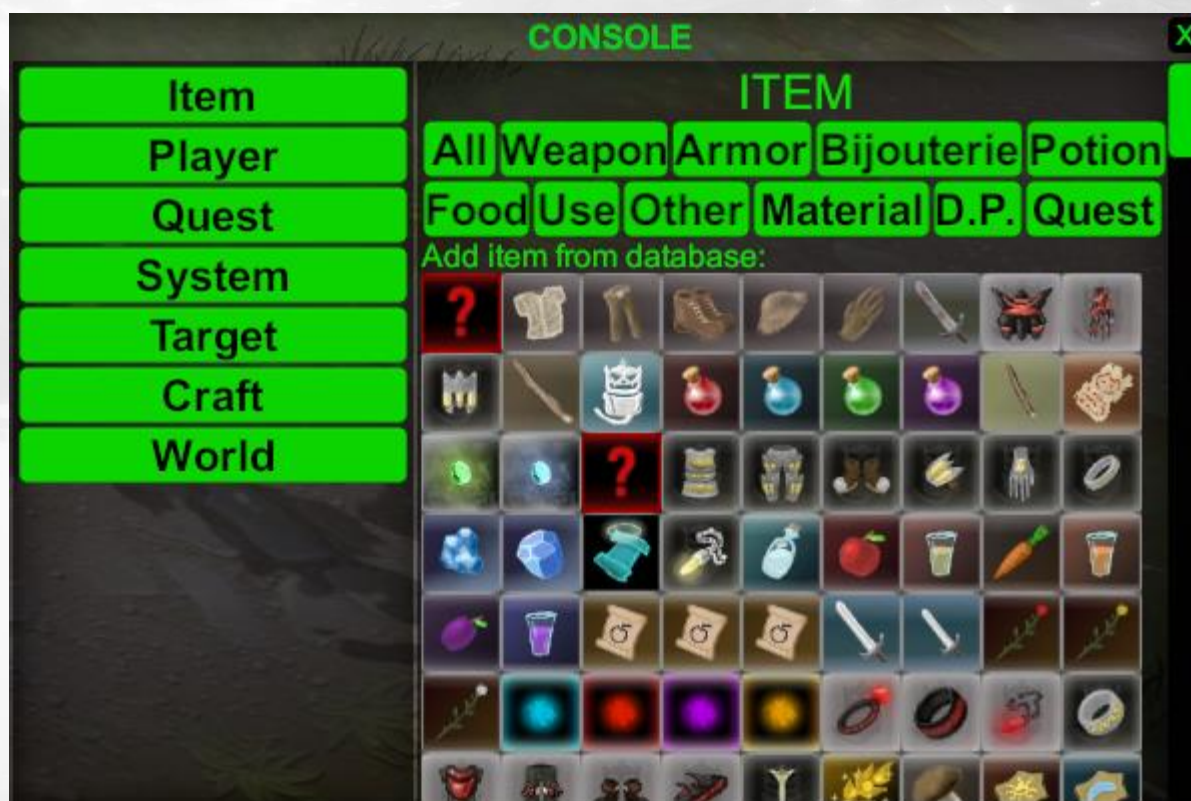 CONSOLE
X
Item
Player
Quest
System
Target
Craft
World
ITEM
All Weapon Armor Bijouterie Potion
Food Use Other Material D.P. Quest
Add item from database:
?
?